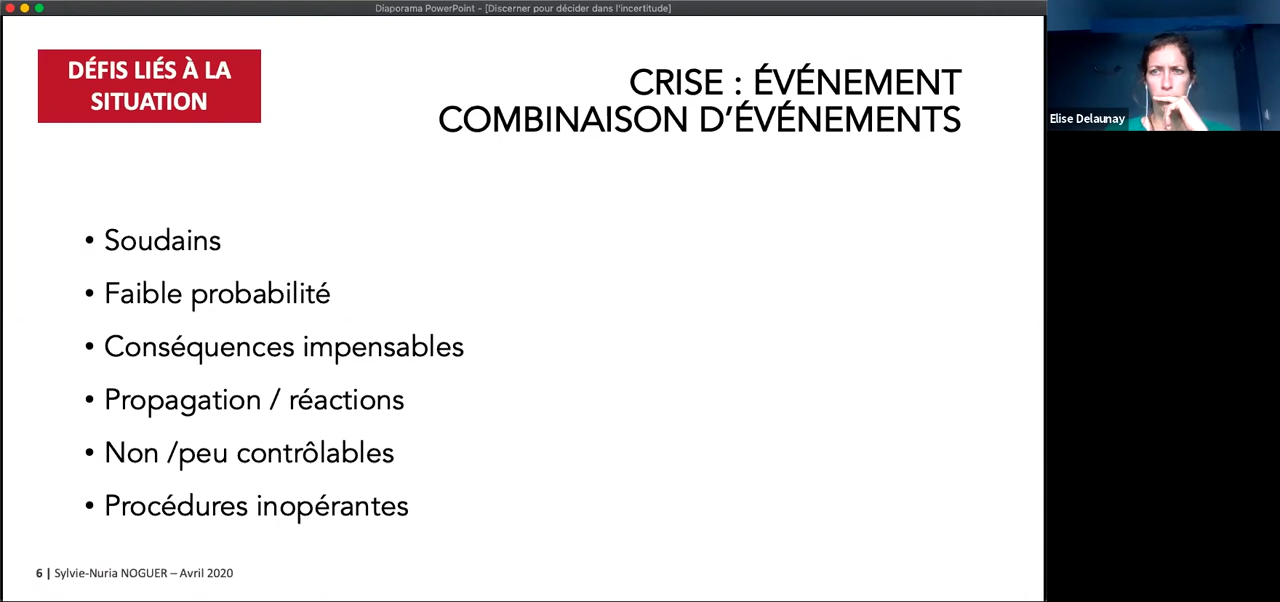 Diaporama PowerPoint - [Discerner pour décider dans l'incertitude]
DÉFIS LIÉS À LA
SITUATION
CRISE : ÉVÉNEMENT
COMBINAISON D’ÉVÉNEMENTS
Elise Delaunay
• Soudains
• Faible probabilité
• Conséquences impensables
• Propagation / réactions
• Non /peu contrôlables
• Procédures inopérantes
6 | Sylvie-Nuria NOGUER – Avril 2020